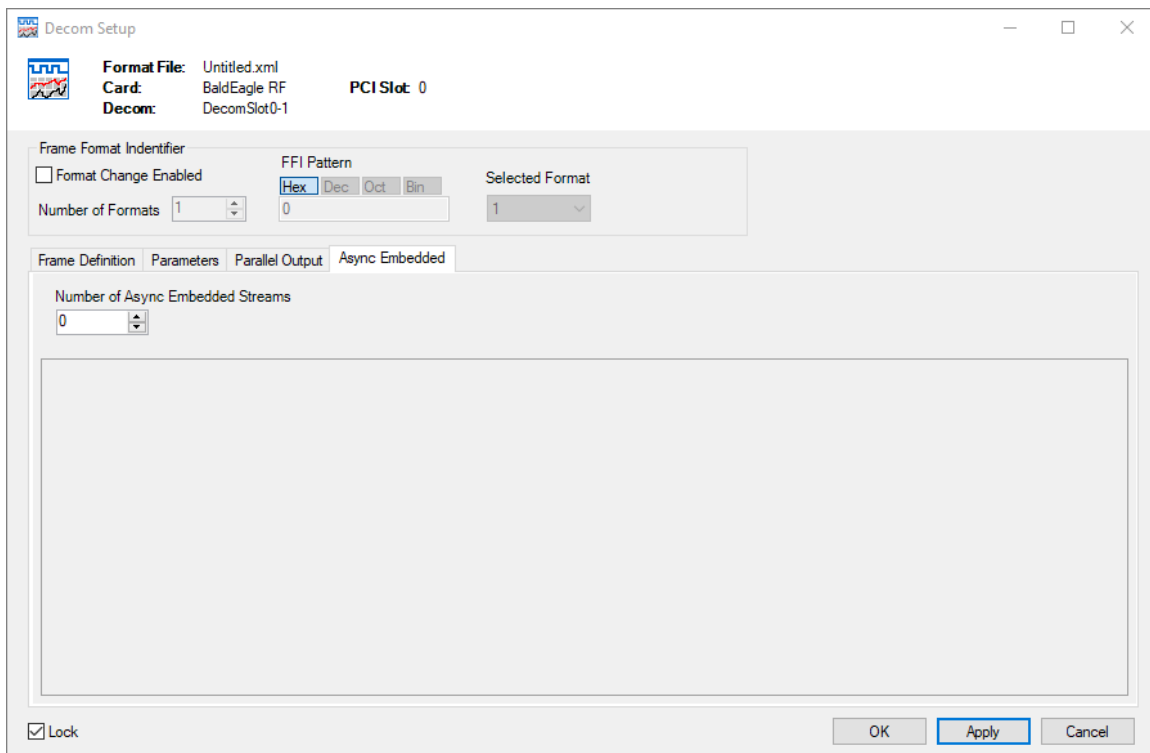 Decom Setup
Format File: Untitled.xml
Card: BaldEagle RF PCI Slot: 0
Decom: DecomSlot0-1
Frame Format Indentifier
Format Change Enabled
FFI Pattern
Hex Dec Oct Bin
Selected Format
Number of Formats 1 0 1
Frame Definition Parameters Parallel Output Async Embedded
Number of Async Embedded Streams
0
Lock OK Apply Cancel